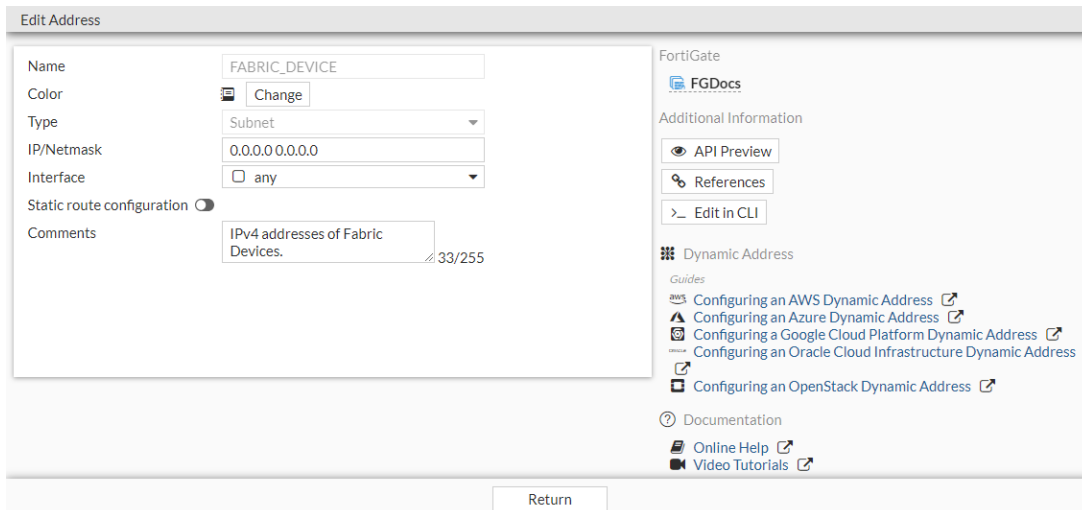 Edit Address
Name FABRIC_DEVICE
Color Change
Type Subnet
IP/Netmask 0.0.0.0 0.0.0.0
Interface any
Static route configuration
Comments IPv4 addresses of Fabric
Devices.
33/255
FortiGate
FGDocs
Additional Information
API Preview
References
>_ Edit in CLI
Dynamic Address
Guides
aws Configuring an AWS Dynamic Address
Configuring an Azure Dynamic Address
Configuring a Google Cloud Platform Dynamic Address
Configuring an Oracle Cloud Infrastructure Dynamic Address
Configuring an OpenStack Dynamic Address
? Documentation
Online Help
Video Tutorials
Return